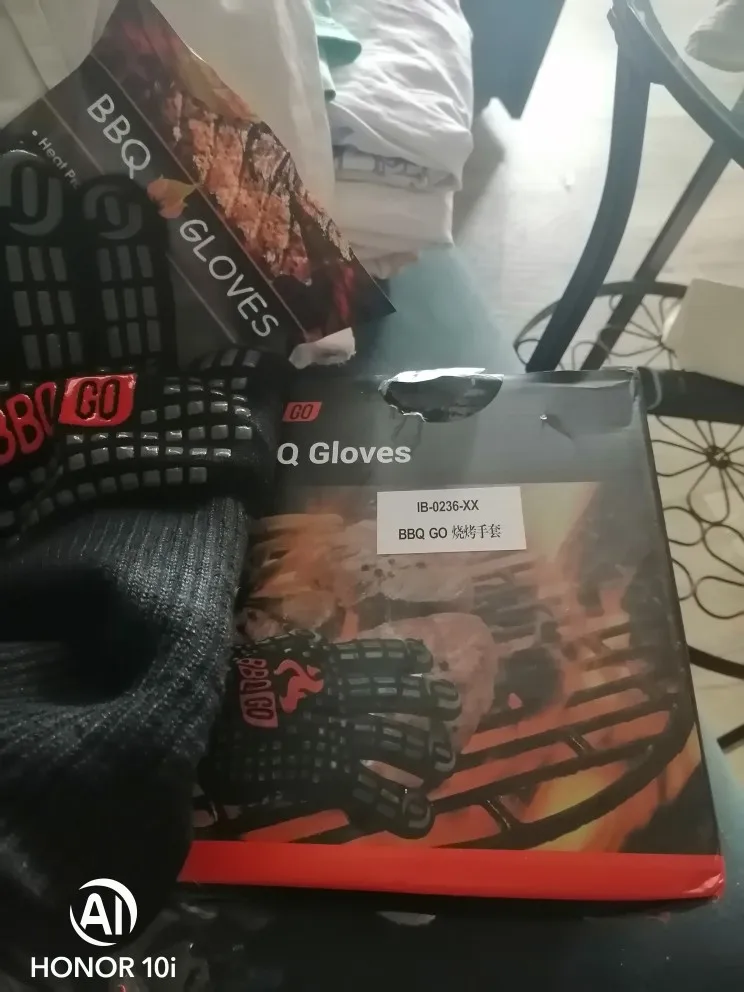 BBQ GLOVES
• Heat Pr
BBQ GO
GO
Q Gloves
IB-0236-XX
BBQ GO 烧烤手套
BBQ GO
AI
HONOR 10i